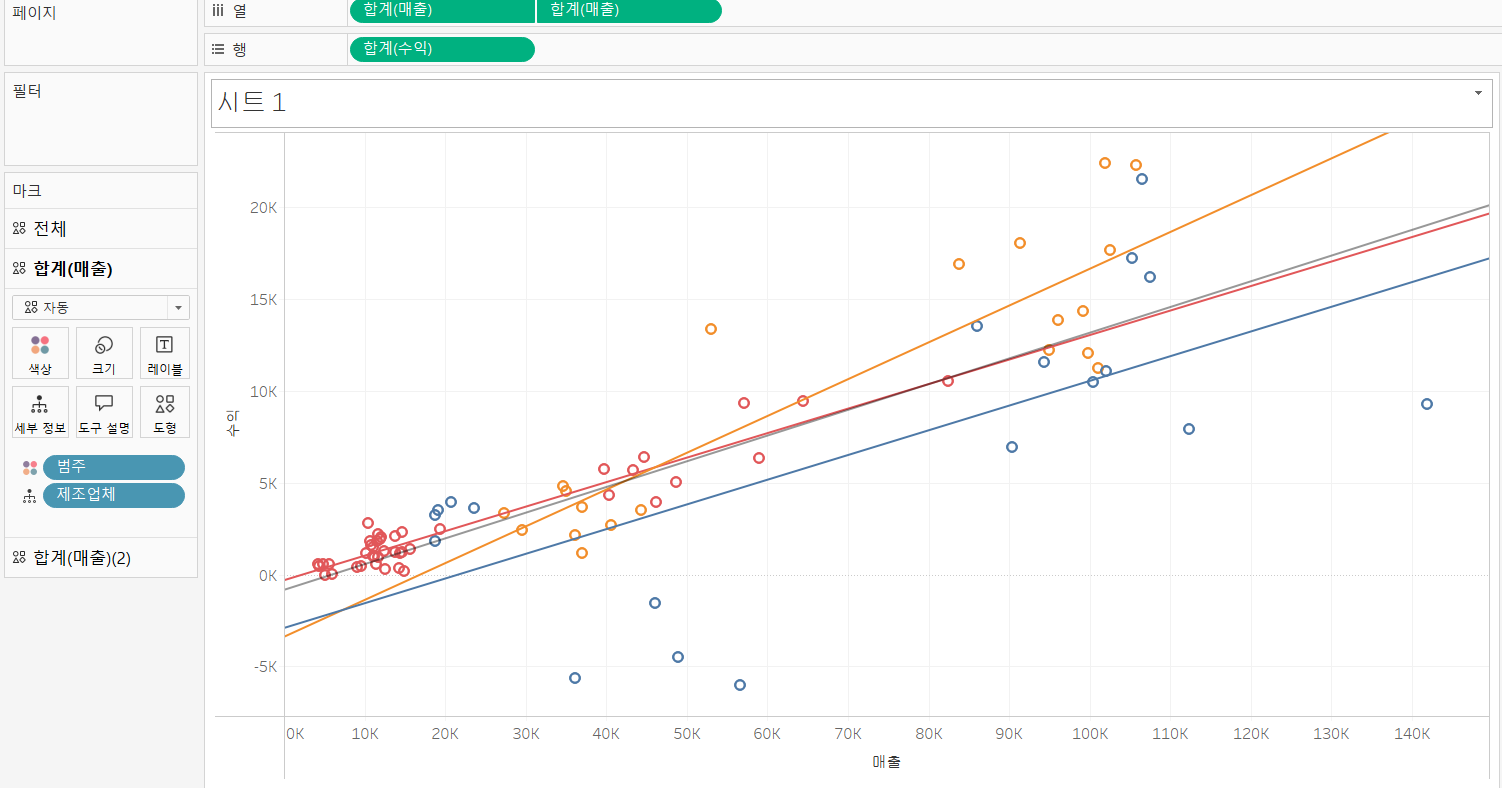 페이지
열
합계(매출)
합계(매출)
행
합계(수익)
필터
시트 1
마크
전체
합계(매출)
자동
색상
크기
레이블
세부 정보
도구 설명
도형
범주
제조업체
합계(매출)(2)
수익
20K
15K
10K
5K
0K
-5K
0K
10K
20K
30K
40K
50K
60K
70K
80K
90K
100K
110K
120K
130K
140K
매출